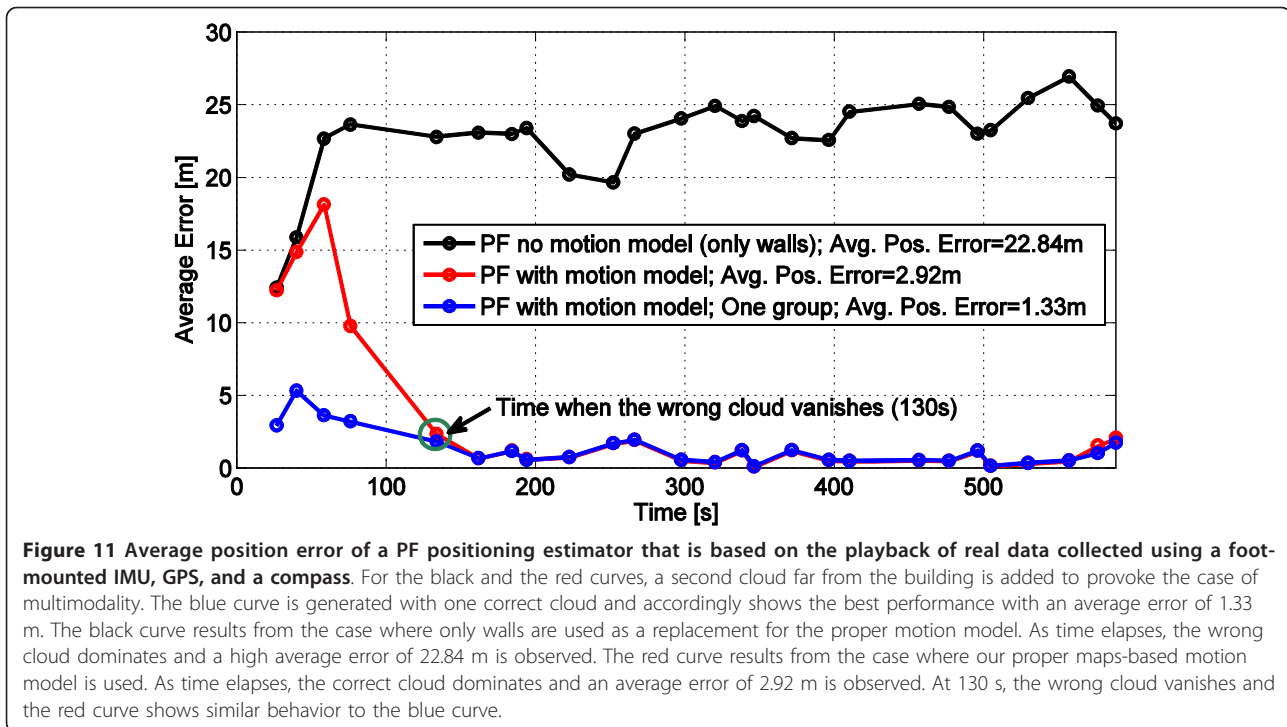 30
25
20
15
10
5
0
Average Error [m]
PF no motion model (only walls); Avg. Pos. Error=22.84m
PF with motion model; Avg. Pos. Error=2.92m
PF with motion model; One group; Avg. Pos. Error=1.33m
Time when the wrong cloud vanishes (130s)
0 100 200 300 400 500
Time [s]
Figure 11 Average position error of a PF positioning estimator that is based on the playback of real data collected using a foot-
mounted IMU, GPS, and a compass. For the black and the red curves, a second cloud far from the building is added to provoke the case of
multimodality. The blue curve is generated with one correct cloud and accordingly shows the best performance with an average error of 1.33
m. The black curve results from the case where only walls are used as a replacement for the proper motion model. As time elapses, the wrong
cloud dominates and a high average error of 22.84 m is observed. The red curve results from the case where our proper maps-based motion
model is used. As time elapses, the correct cloud dominates and an average error of 2.92 m is observed. At 130 s, the wrong cloud vanishes and
the red curve shows similar behavior to the blue curve.